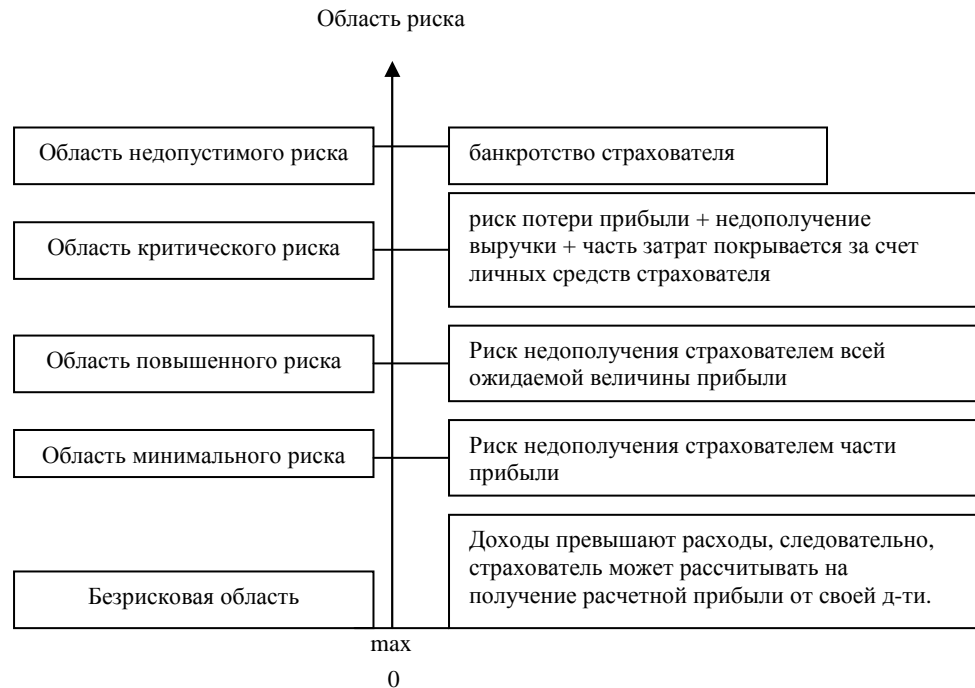 Область риска
Область недопустимого риска
банкротство страхователя
Область критического риска
риск потери прибыли + недополучение
выручки + часть затрат покрывается за счет
личных средств страхователя
Область повышенного риска
Риск недополучения страхователем всей
ожидаемой величины прибыли
Область минимального риска
Риск недополучения страхователем части
прибыли
Безрисковая область
Доходы превышают расходы, следовательно,
страхователь может рассчитывать на
получение расчетной прибыли от своей д-ти.
max
0